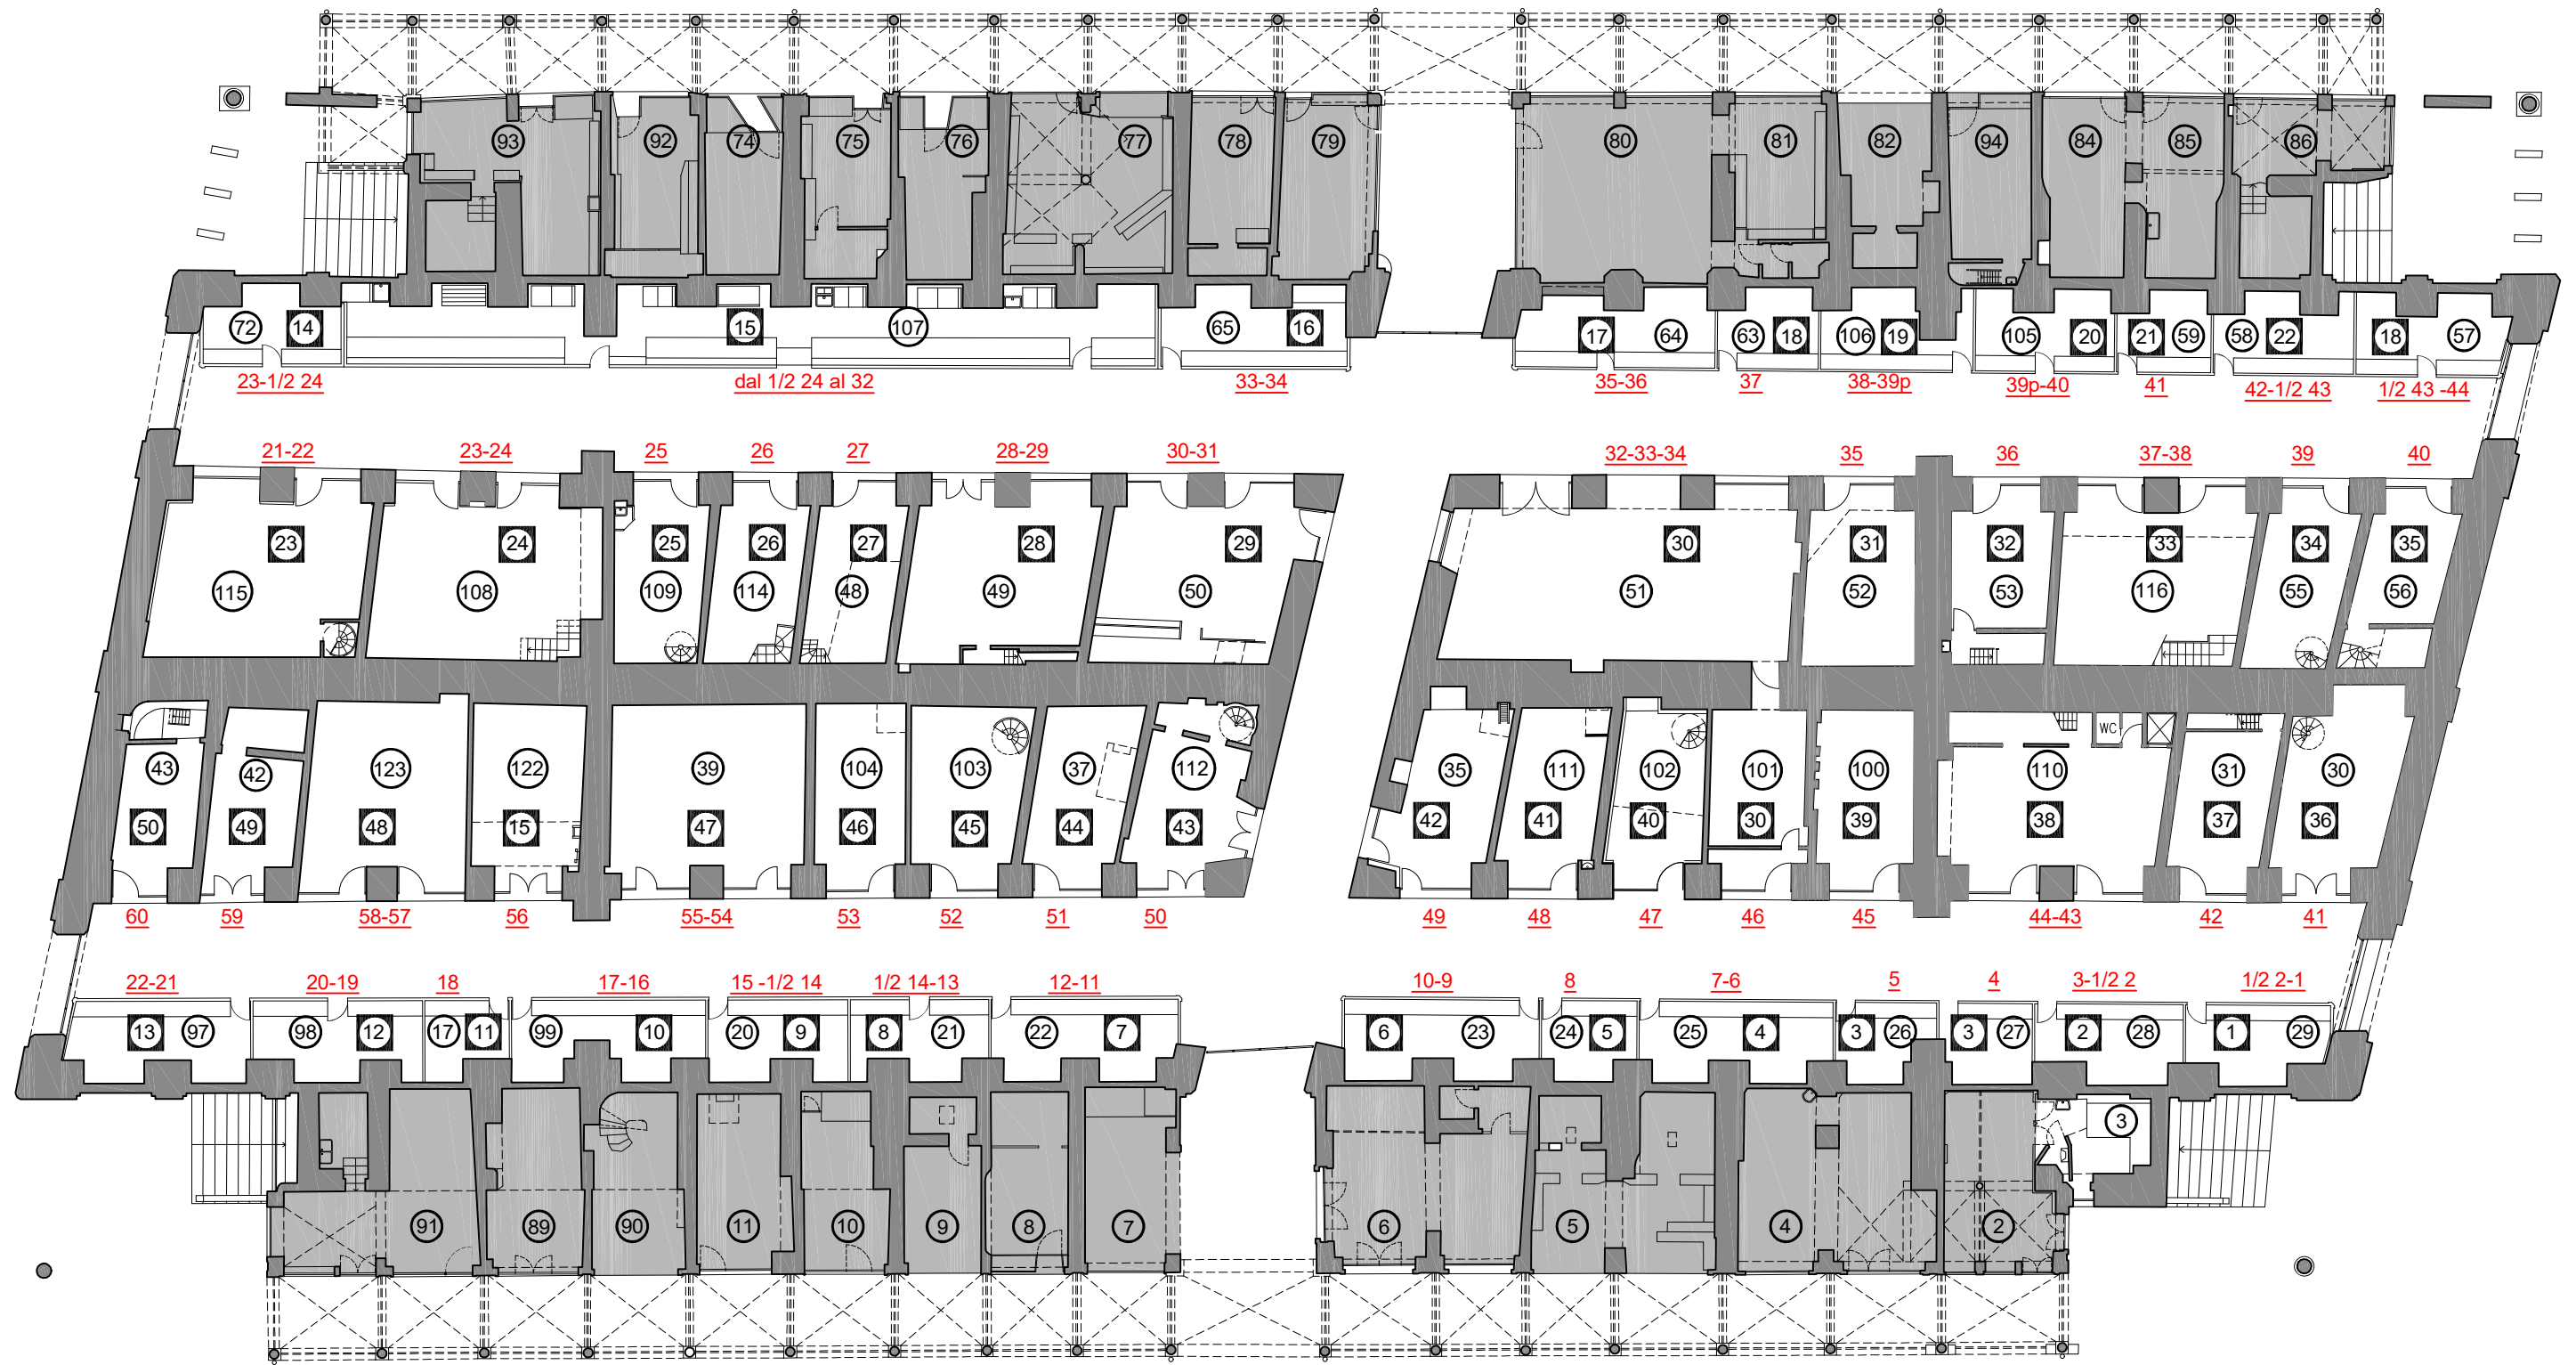 93 92 74 75 76 77 78 79 80 81 82 94 84 85 86
72 14 15 107 65 16 17 64 63 18 106 19 105 20 21 59 58 22 18 57
23-1/2 24 dal 1/2 24 al 32 33-34 35-36 37 38-39p 39p-40 41 42-1/2 43 1/2 43 -44
21-22 23-24 25 26 27 28-29 30-31 32-33-34 35 36 37-38 39 40
23 24 25 26 27 28 29 30 31 32 33 34 35
115 108 109 114 48 49 50 51 52 53 116 55 56
WC
43 42 123 122 39 104 103 37 112 35 111 102 101 100 110 31 30
50 49 48 15 47 46 45 44 43 42 41 40 30 39 38 37 36
60 59 58-57 56 55-54 53 52 51 50 49 48 47 46 45 44-43 42 41
22-21 20-19 18 17-16 15 -1/2 14 1/2 14-13 12-11 10-9 8 7-6 5 4 3-1/2 2 1/2 2-1
13 97 98 12 17 11 99 10 20 9 8 21 22 7 6 23 24 5 25 4 3 26 3 27 2 28 1 29
3
91 89 90 11 10 9 8 7 6 5 4 2